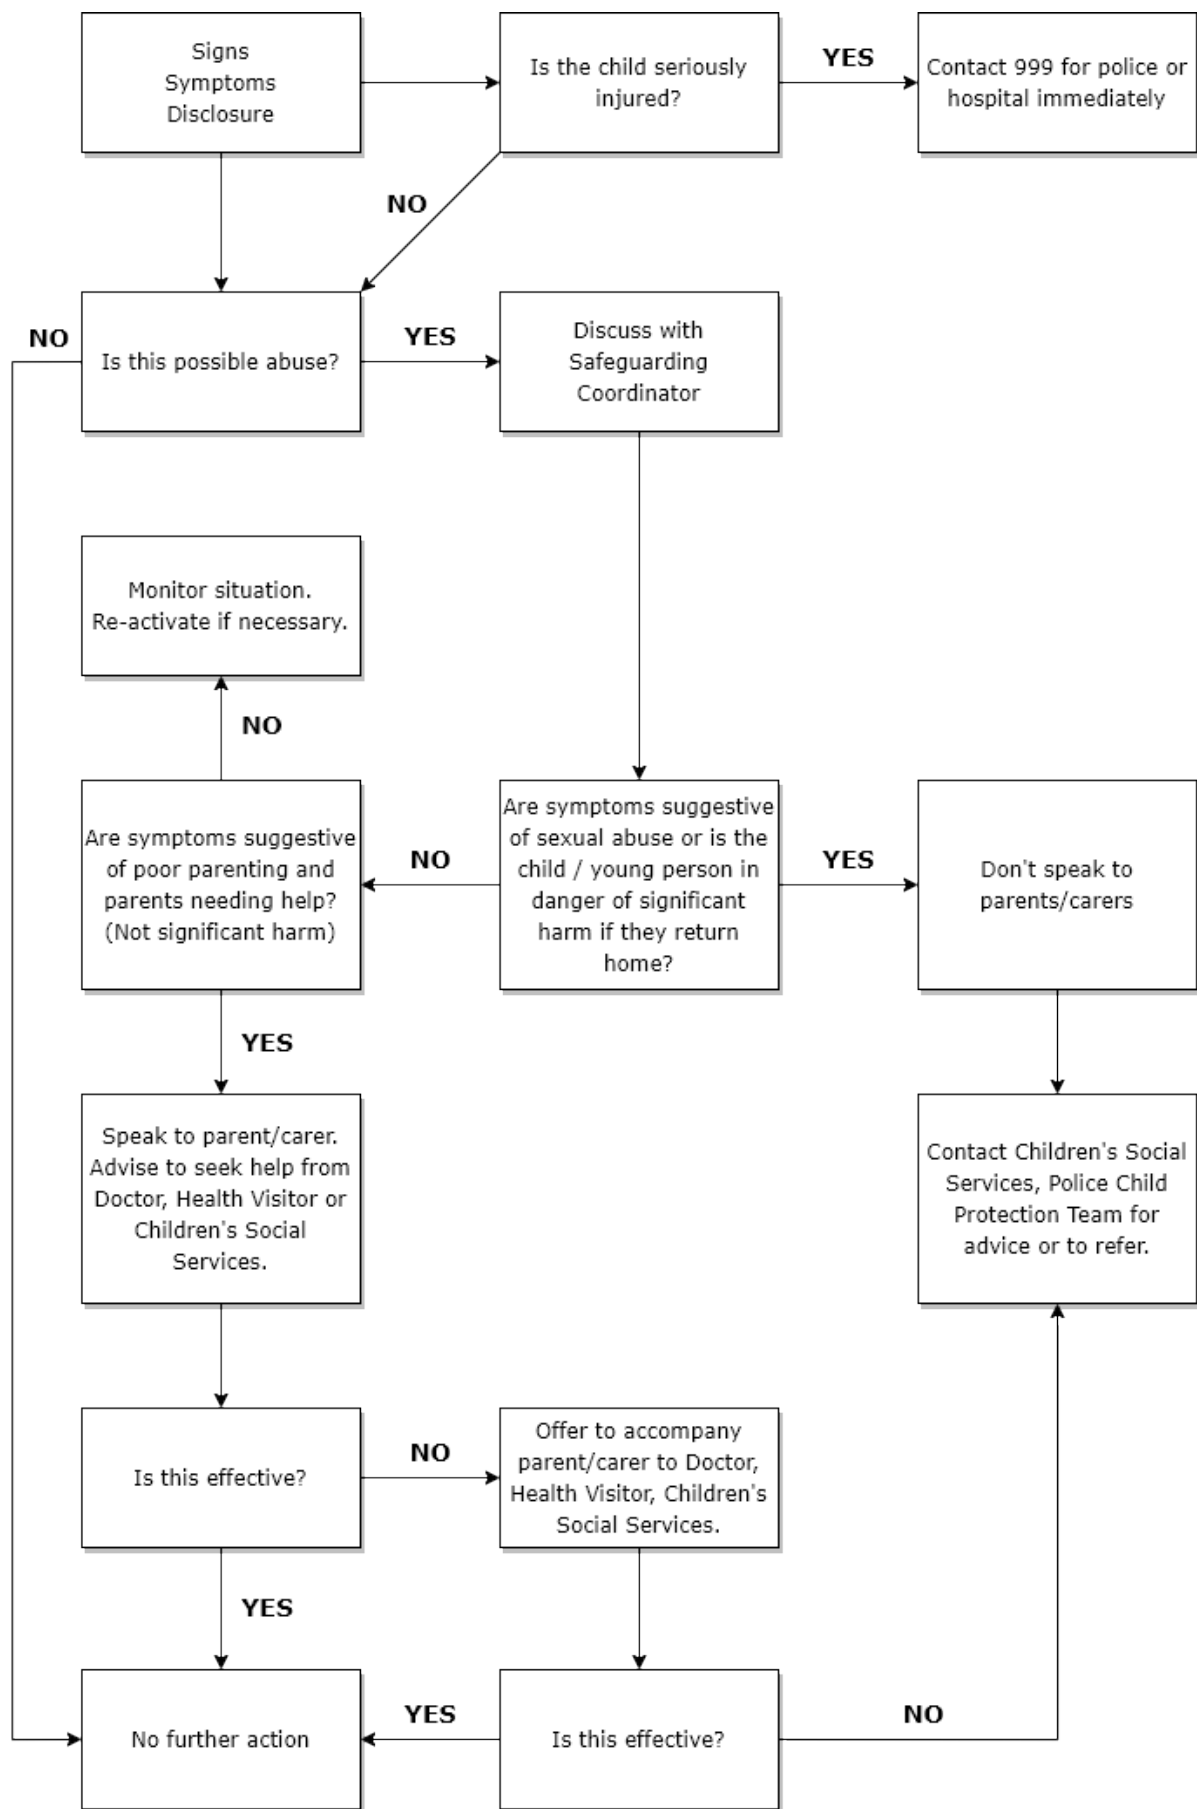 Signs
Symptoms
Disclosure
Is the child seriously
injured?
YES
Contact 999 for police or
hospital immediately
NO
NO
Is this possible abuse?
YES
Discuss with
Safeguarding
Coordinator
Monitor situation.
Re-activate if necessary.
NO
Are symptoms suggestive
of poor parenting and
parents needing help?
(Not significant harm)
NO
Are symptoms suggestive
of sexual abuse or is the
child / young person in
danger of significant
harm if they return
home?
YES
Don't speak to
parents/carers
YES
Speak to parent/carer.
Advise to seek help from
Doctor, Health Visitor or
Children's Social
Services.
Contact Children's Social
Services, Police Child
Protection Team for
advice or to refer.
Is this effective?
NO
Offer to accompany
parent/carer to Doctor,
Health Visitor, Children's
Social Services.
YES
No further action
YES
Is this effective?
NO